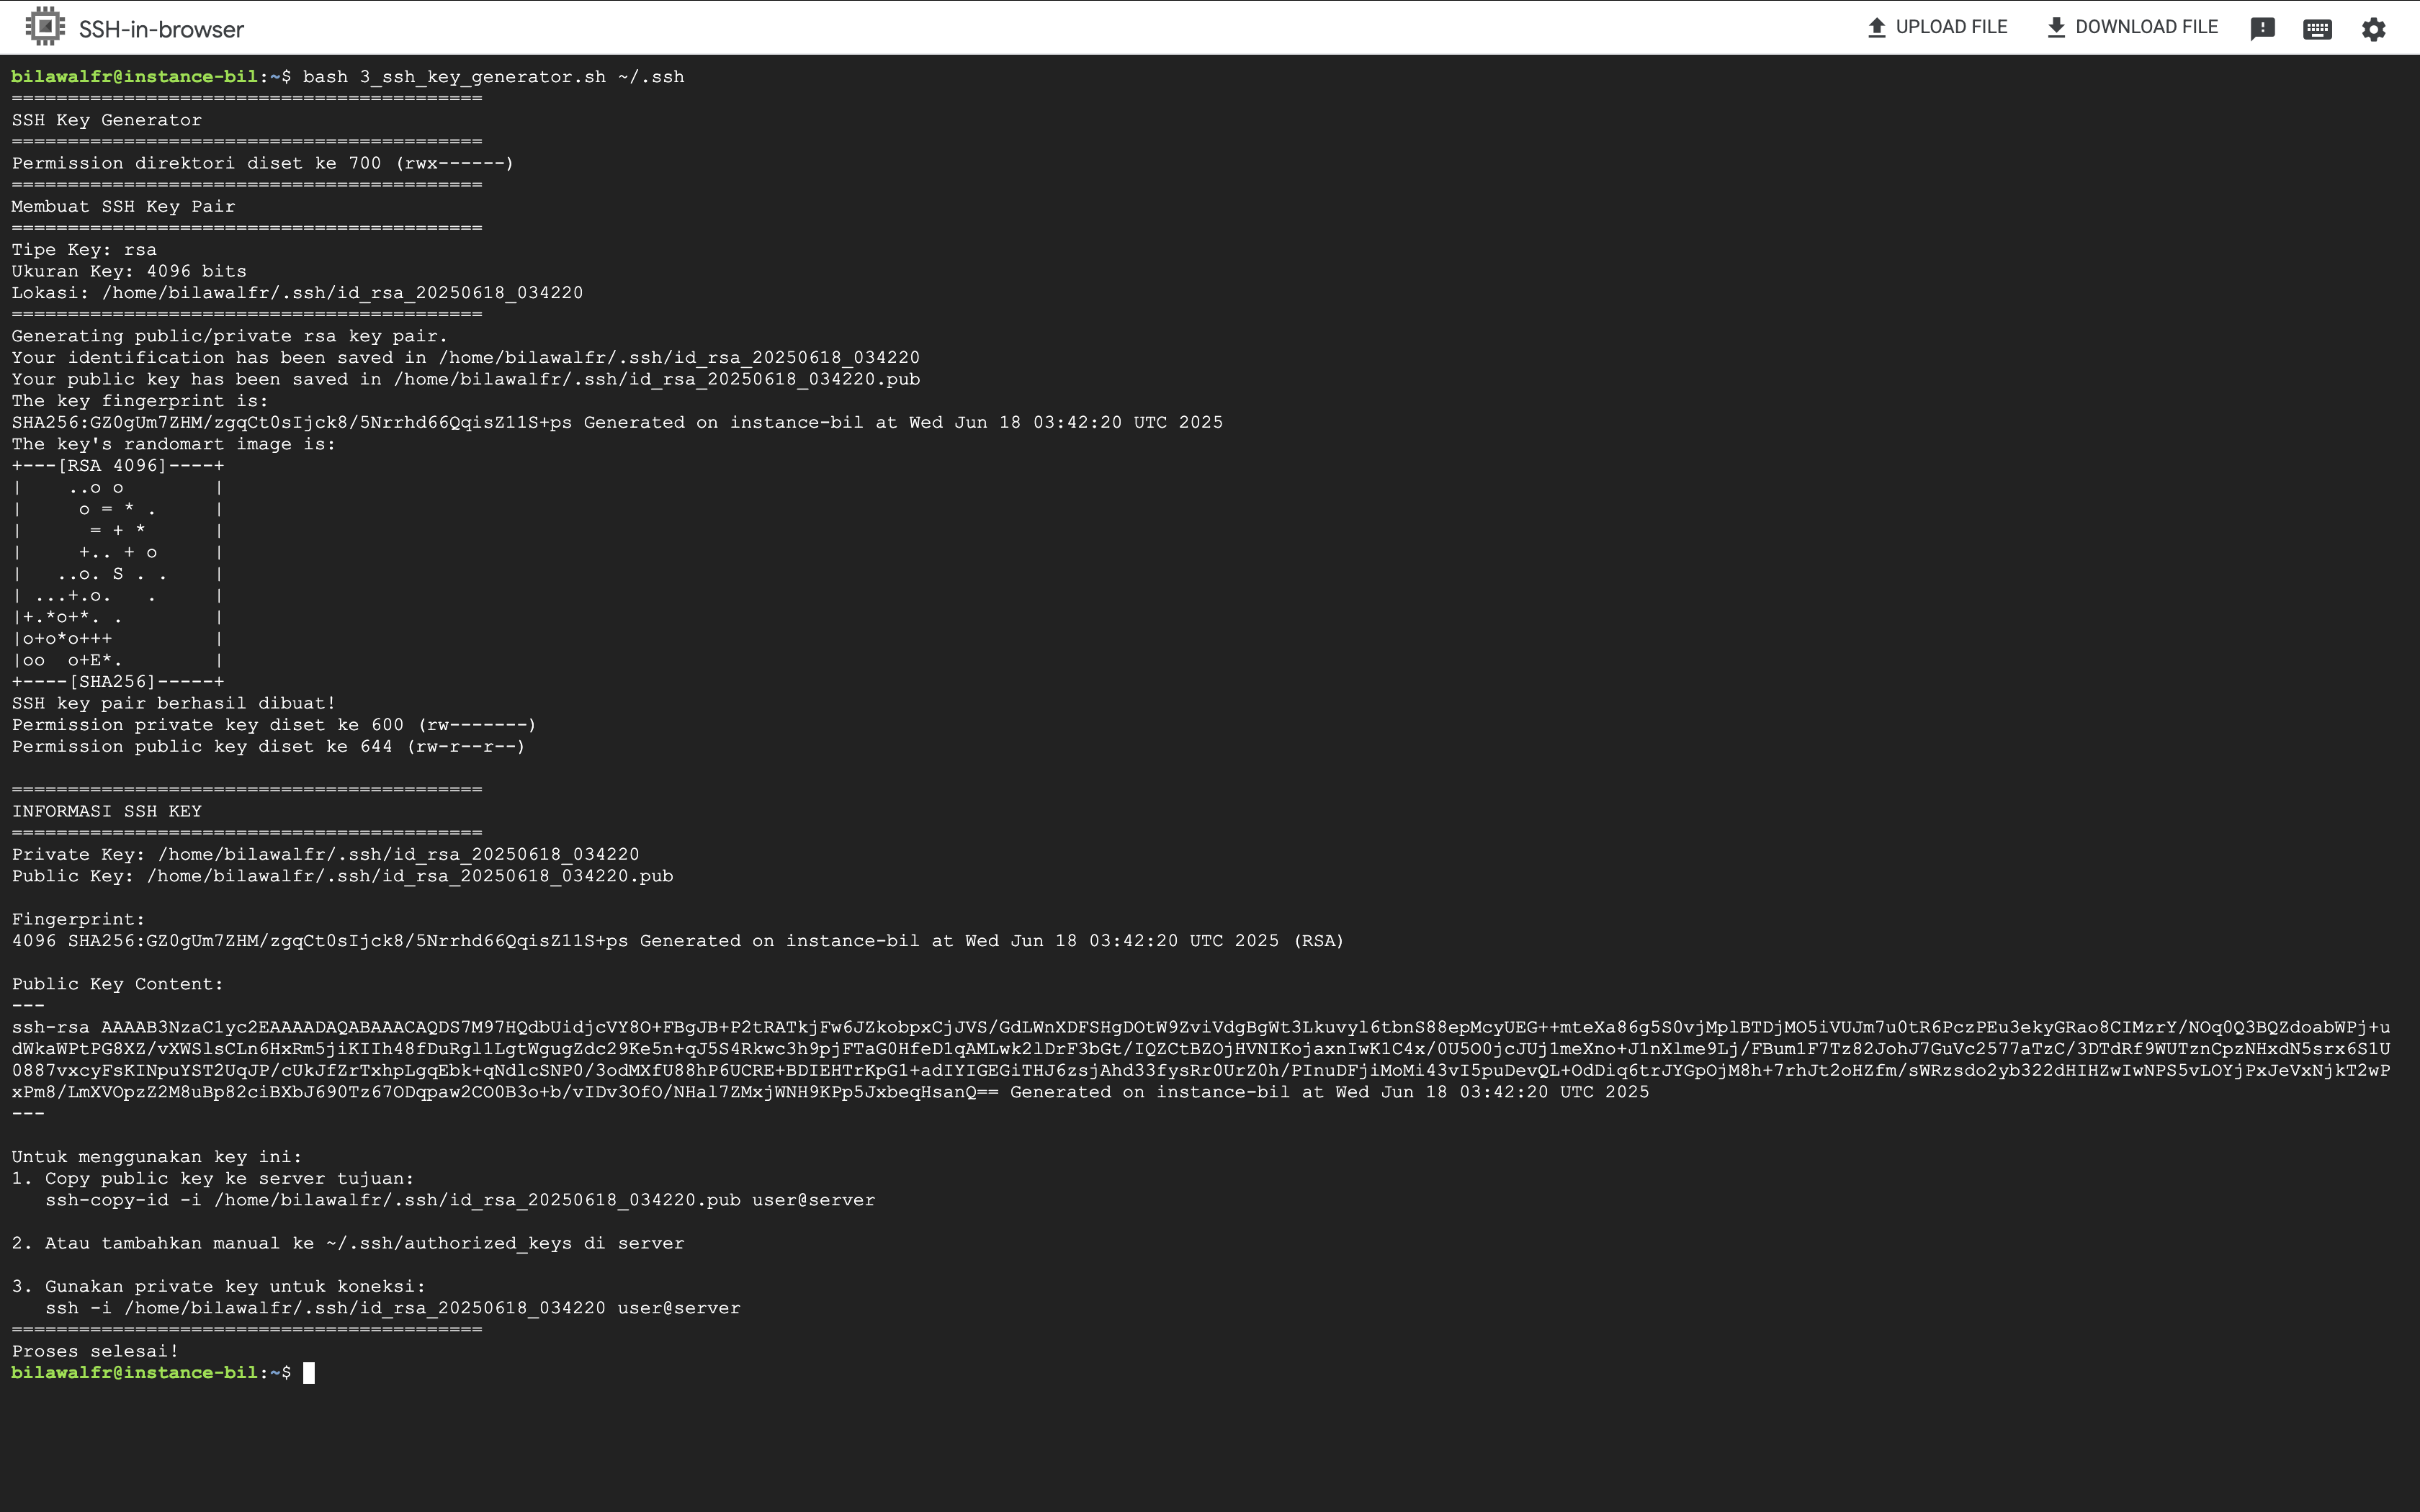 SSH-in-browser
UPLOAD FILE
DOWNLOAD FILE
bilawalfr@instance-bil:~$ bash 3_ssh_key_generator.sh ~/.ssh
==========================================
SSH Key Generator
==========================================
Permission direktori diset ke 700 (rwx------)
==========================================
Membuat SSH Key Pair
==========================================
Tipe Key: rsa
Ukuran Key: 4096 bits
Lokasi: /home/bilawalfr/.ssh/id_rsa_20250618_034220
==========================================
Generating public/private rsa key pair.
Your identification has been saved in /home/bilawalfr/.ssh/id_rsa_20250618_034220
Your public key has been saved in /home/bilawalfr/.ssh/id_rsa_20250618_034220.pub
The key fingerprint is:
SHA256:GZ0gUm7ZHM/zgqCt0sIjck8/5Nrrhd66QqisZ11S+ps Generated on instance-bil at Wed Jun 18 03:42:20 UTC 2025
The key's randomart image is:
+---[RSA 4096]----+
|    ..o o        |
|     o = * .     |
|      = + *      |
|     +.. + o     |
|   ..o. S . .    |
| ...+.o.   .     |
|+.*o+*. .        |
|o+o*o+++         |
|oo  o+E*.        |
+----[SHA256]-----+
SSH key pair berhasil dibuat!
Permission private key diset ke 600 (rw-------)
Permission public key diset ke 644 (rw-r--r--)
==========================================
INFORMASI SSH KEY
==========================================
Private Key: /home/bilawalfr/.ssh/id_rsa_20250618_034220
Public Key: /home/bilawalfr/.ssh/id_rsa_20250618_034220.pub
Fingerprint:
4096 SHA256:GZ0gUm7ZHM/zgqCt0sIjck8/5Nrrhd66QqisZ11S+ps Generated on instance-bil at Wed Jun 18 03:42:20 UTC 2025 (RSA)
Public Key Content:
---
ssh-rsa AAAAB3NzaC1yc2EAAAADAQABAAACAQDS7M97HQdbUidjcVY8O+FBgJB+P2tRATkjFw6JZkobpxCjJVS/GdLWnXDFSHgDOtW9ZviVdgBgWt3Lkuvyl6tbnS88epMcyUEG++mteXa86g5S0vjMplBTDjMO5iVUJm7u0tR6PczPEu3ekyGRao8CIMzrY/NOq0Q3BQZdoabWPj+u
dWkaWPtPG8XZ/vXWSlsCLn6HxRm5jiKIIh48fDuRgl1LgtWgugZdc29Ke5n+qJ5S4Rkwc3h9pjFTaG0HfeD1qAMLwk2lDrF3bGt/IQZCtBZOjHVNIKojaxnIwK1C4x/0U5O0jcJUj1meXno+J1nXlme9Lj/FBum1F7Tz82JohJ7GuVc2577aTzC/3DTdRf9WUTznCpzNHxdN5srx6S1U
0887vxcyFsKINpuYST2UqJP/cUkJfZrTxhpLgqEbk+qNdlcSNP0/3odMXfU88hP6UCRE+BDIEHTrKpG1+adIYIGEGiTHJ6zsjAhd33fysRr0UrZ0h/PInuDFjiMoMi43vI5puDevQL+OdDiq6trJYGpOjM8h+7rhJt2oHZfm/sWRzsdo2yb322dHIHZwIwNPS5vLOYjPxJeVxNjkT2wP
xPm8/LmXVOpzZ2M8uBp82ciBXbJ690Tz67ODqpaw2CO0B3o+b/vIDv3OfO/NHal7ZMxjWNH9KPp5JxbeqHsanQ== Generated on instance-bil at Wed Jun 18 03:42:20 UTC 2025
---
Untuk menggunakan key ini:
1. Copy public key ke server tujuan:
   ssh-copy-id -i /home/bilawalfr/.ssh/id_rsa_20250618_034220.pub user@server
2. Atau tambahkan manual ke ~/.ssh/authorized_keys di server
3. Gunakan private key untuk koneksi:
   ssh -i /home/bilawalfr/.ssh/id_rsa_20250618_034220 user@server
==========================================
Proses selesai!
bilawalfr@instance-bil:~$